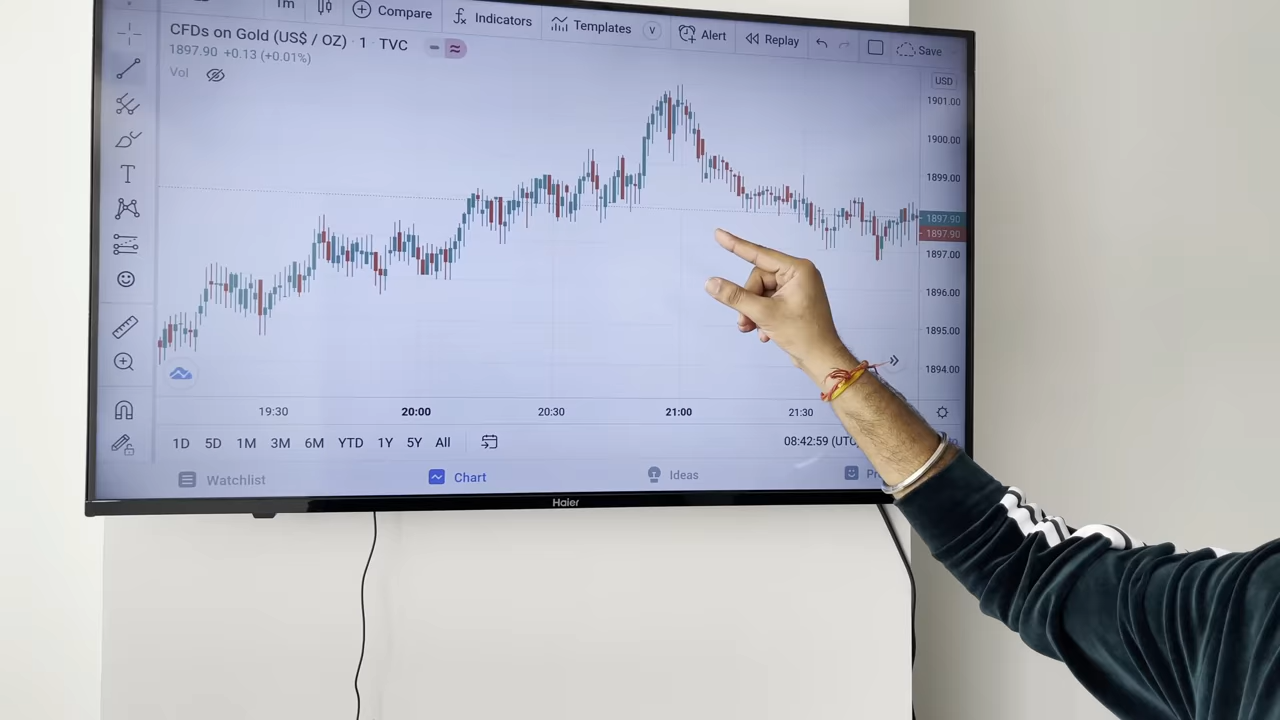 1m Compare Indicators Templates Alert Replay Save
CFDs on Gold (US$ / OZ) · 1 · TVC
1897.90 +0.13 (+0.01%)
Vol
USD
1901.00
1900.00
1899.00
1897.90
1897.90
1897.00
1896.00
1895.00
1894.00
19:30 20:00 20:30 21:00 21:30
1D 5D 1M 3M 6M YTD 1Y 5Y All 08:42:59 (UTC
Watchlist Chart Ideas
Haier